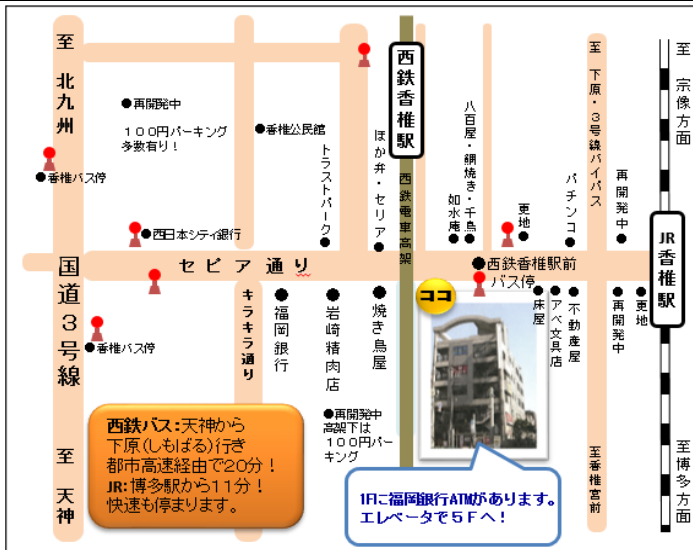 至 北九州
●再開発中
100円パーキング
多数有り！
●香椎公民館
トラストパーク
ほか弁・セリア
西鉄香椎駅
西鉄電車高架
八百屋・鯛焼き・千鳥
如水庵
更地
パチンコ
至 下原・3号線バイパス
再開発中
至 宗像方面
JR香椎駅
●香椎バス停
●西日本シティ銀行
セピア通り
●西鉄香椎駅前
バス停
国道3号線
●香椎バス停
キラキラ通り
福岡銀行
岩崎精肉店
焼き鳥屋
ココ
床屋
アベ文具店
不動産屋
再開発中
更地
●再開発中
高架下は
100円パー
キング
西鉄バス:天神から
下原(しもばる)行き
都市高速経由で20分！
JR:博多駅から11分！
快速も停まります。
1Fに福岡銀行ATMがあります。
エレベータで5Fへ！
至 天神
至香椎宮前
至博多方面